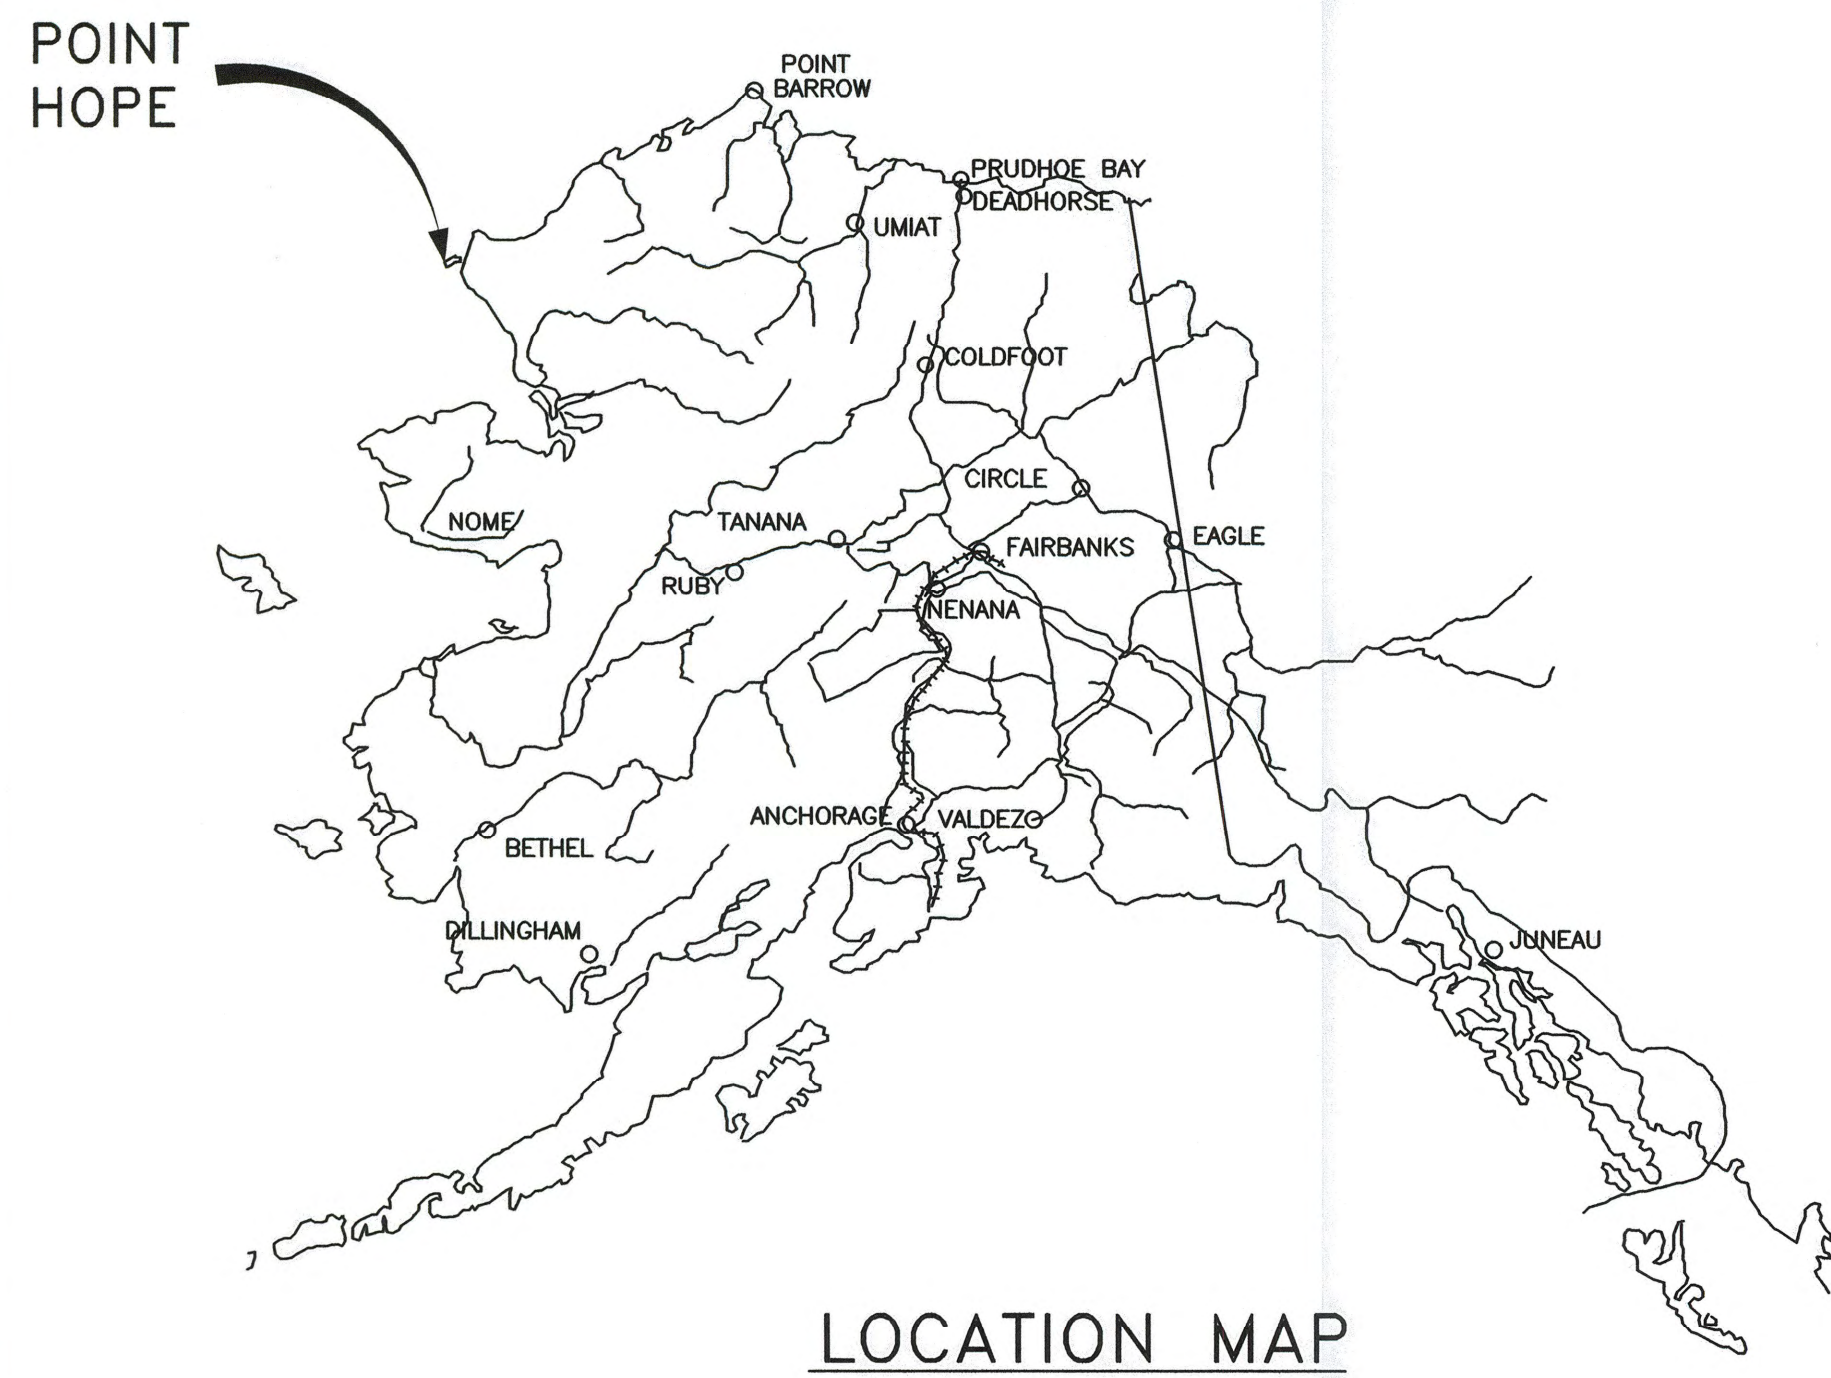 POINT
HOPE
POINT
BARROW
PRUDHOE BAY
DEADHORSE
UMIAT
COLDFOOT
CIRCLE
NOME
TANANA
EAGLE
FAIRBANKS
RUBY
NENANA
ANCHORAGE
VALDEZ
BETHEL
DILLINGHAM
JUNEAU
LOCATION MAP